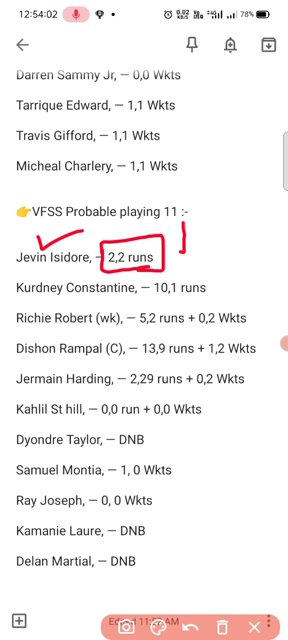 12:54:02
0.02
KB/S
78%
Darren Sammy Jr, – 0,0 Wkts
Tarrique Edward, – 1,1 Wkts
Travis Gifford, – 1,1 Wkts
Micheal Charlery, – 1,1 Wkts
👉VFSS Probable playing 11 :-
Jevin Isidore, – 2,2 runs
Kurdney Constantine, – 10,1 runs
Richie Robert (wk), – 5,2 runs + 0,2 Wkts
Dishon Rampal (C), – 13,9 runs + 1,2 Wkts
Jermain Harding, – 2,29 runs + 0,2 Wkts
Kahlil St hill, – 0,0 run + 0,0 Wkts
Dyondre Taylor, – DNB
Samuel Montia, – 1, 0 Wkts
Ray Joseph, – 0, 0 Wkts
Kamanie Laure, – DNB
Delan Martial, – DNB